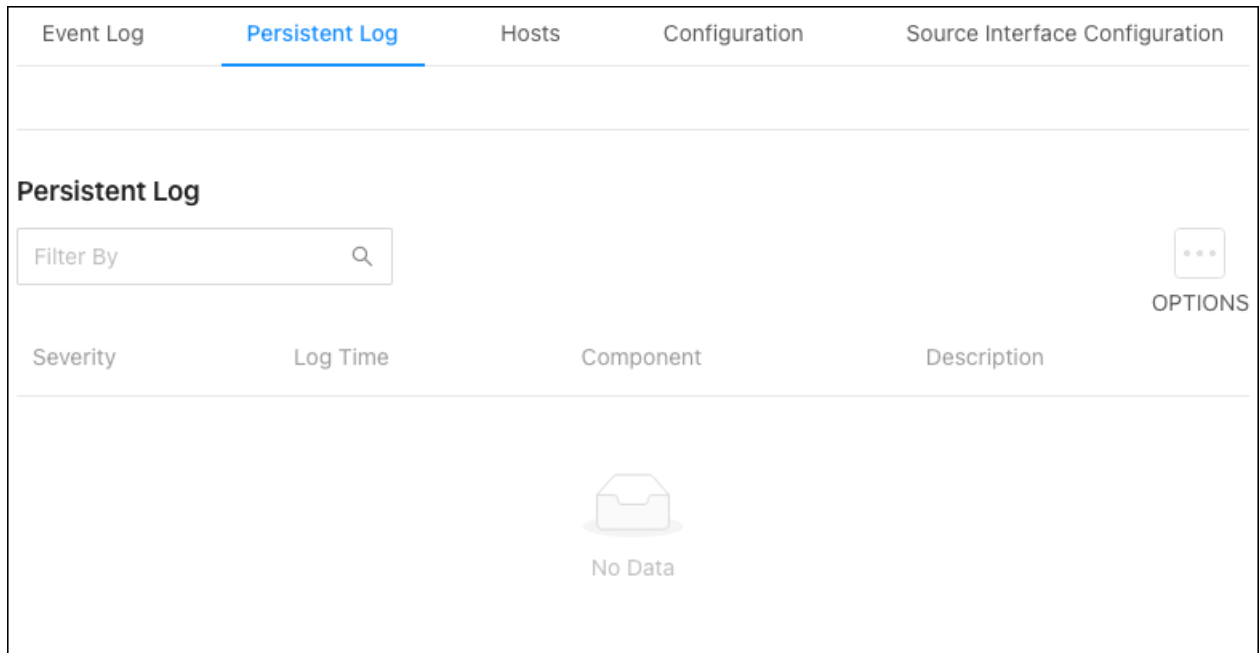 Event Log Persistent Log Hosts Configuration Source Interface Configuration
Persistent Log
Filter By
OPTIONS
Severity Log Time Component Description
No Data